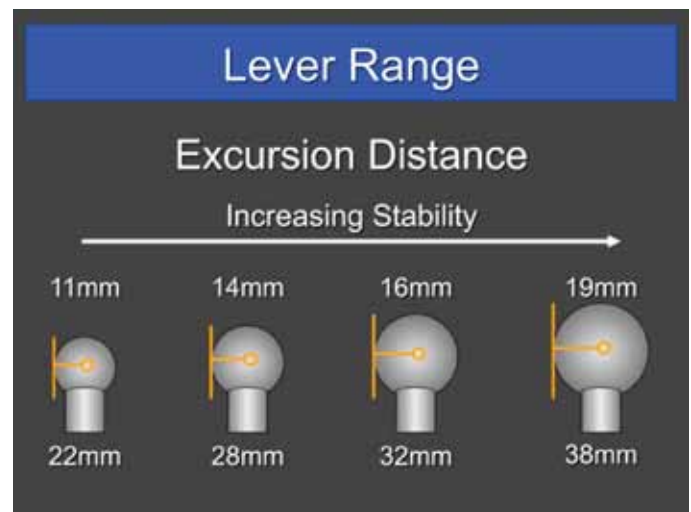 Lever Range
Excursion Distance
Increasing Stability
11mm 14mm 16mm 19mm
22mm 28mm 32mm 38mm